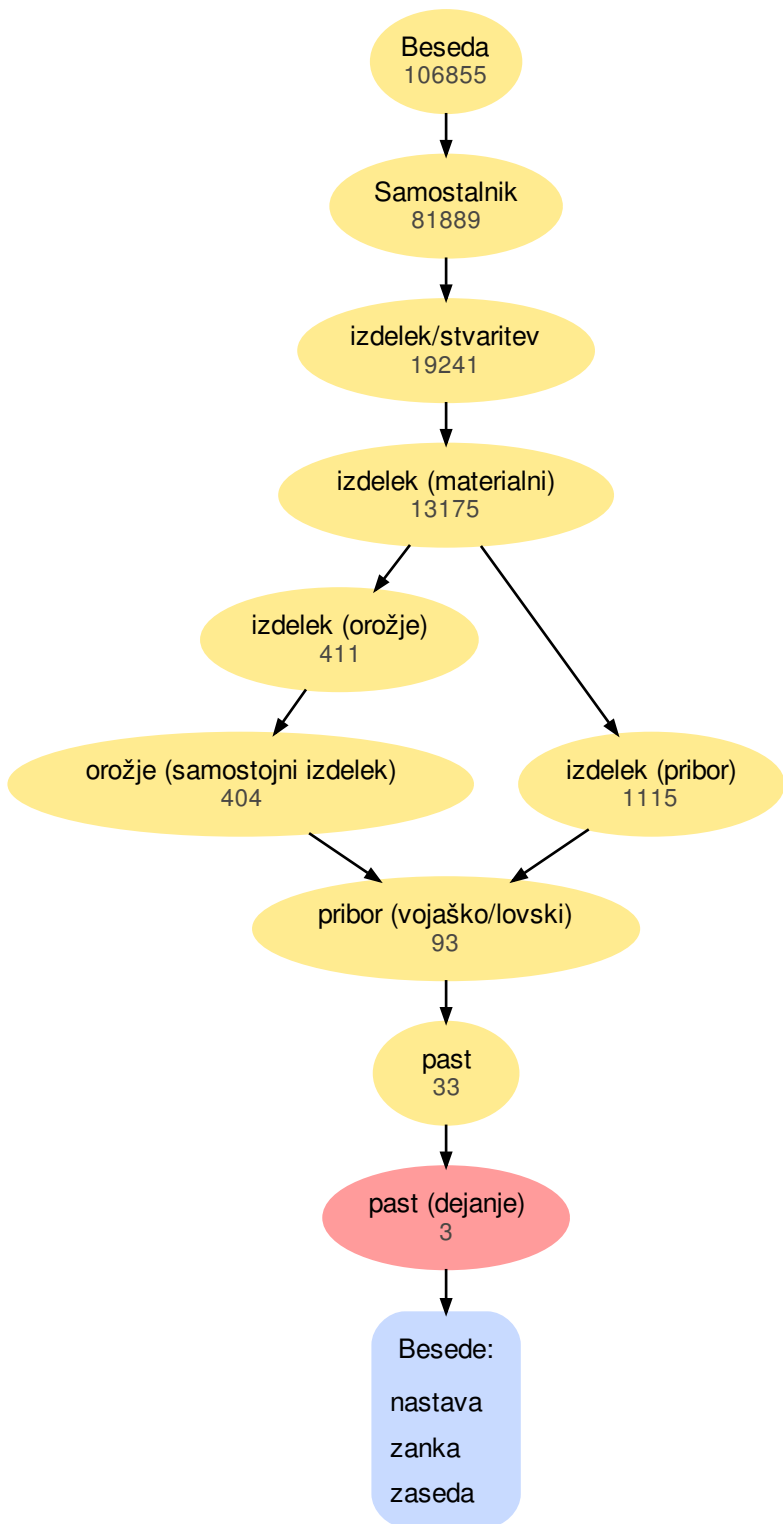 Beseda
106855
Samostalnik
81889
izdelek/stvaritev
19241
izdelek (materialni)
13175
izdelek (orožje)
411
orožje (samostojni izdelek)
404
izdelek (pribor)
1115
pribor (vojaško/lovski)
93
past
33
past (dejanje)
3
Besede:
nastava
zanka
zaseda